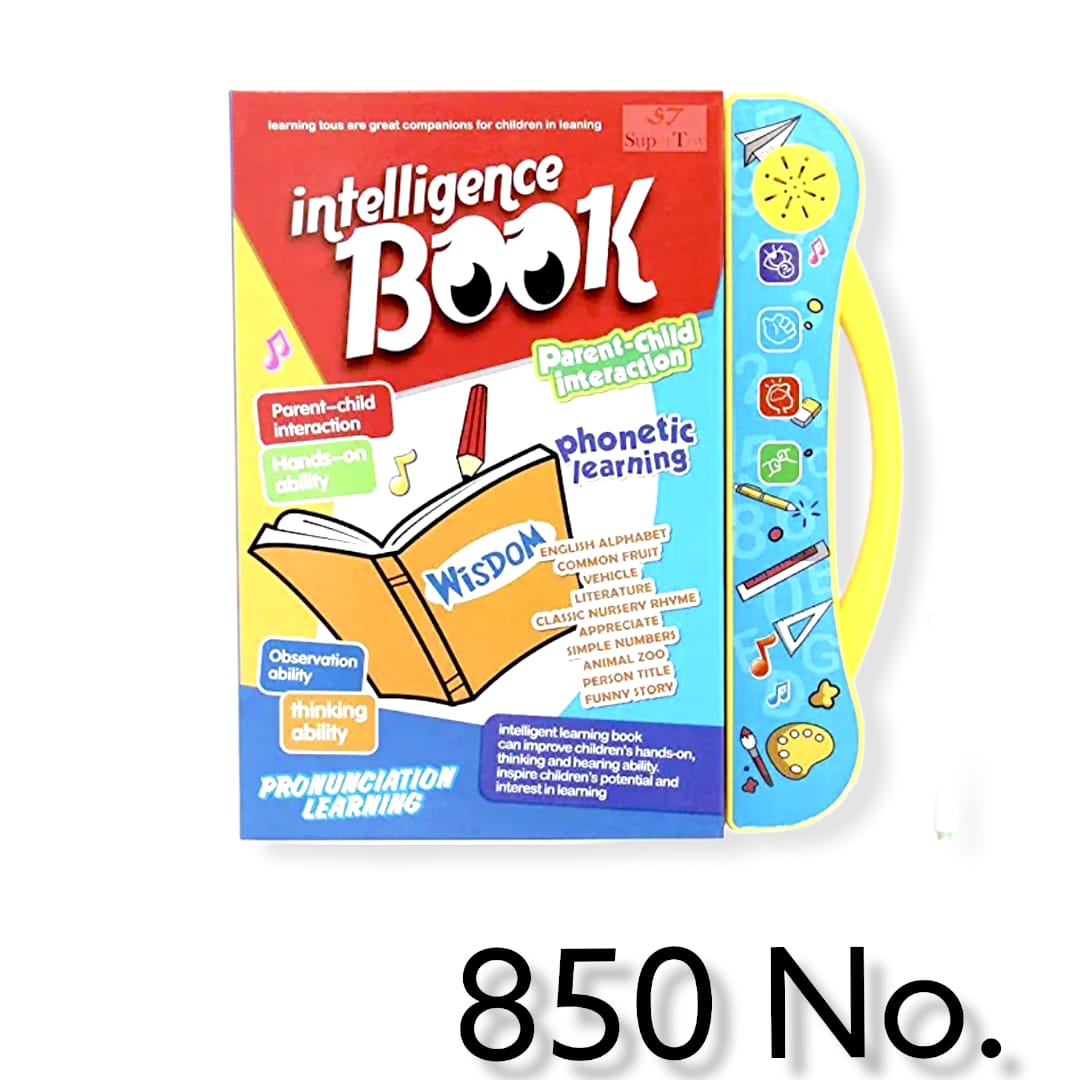 learning tous are great companions for children in leaning
ST
Super Toy
intelligence
BOOK
Parent-Child
interaction
Parent-child
interaction
Hands-on
ability
phonetic
learning
WISDOM
ENGLISH ALPHABET
COMMON FRUIT
VEHICLE
LITERATURE
CLASSIC NURSERY RHYME
APPRECIATE
SIMPLE NUMBERS
ANIMAL ZOO
PERSON TITLE
FUNNY STORY
Observation
ability
thinking
ability
intelligent learning book
can improve children's hands-on,
thinking and hearing ability.
inspire children's potential and
interest in learning
PRONUNCIATION
LEARNING
850 No.